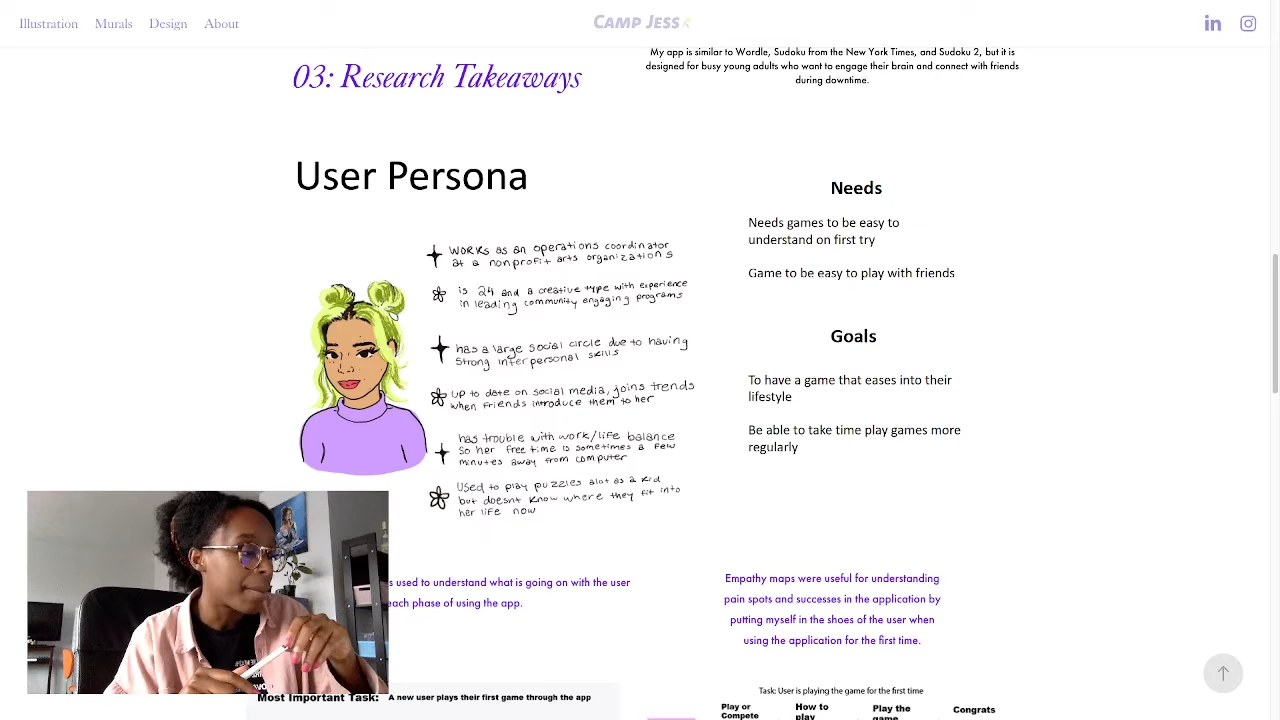 Illustration Murals Design About
CAMP JESS
in
My app is similar to Wordle, Sudoku from the New York Times, and Sudoku 2, but it is
designed for busy young adults who want to engage their brain and connect with friends
during downtime.
03: Research Takeaways
User Persona
WORKS as an operations coordinator
at a nonprofit arts organizations
is 24 and a creative type with experience
in leading community engaging programs
has a large social circle due to having
strong interpersonal skills
up to date on social media, joins trends
when friends introduce them to her
has trouble with work/life balance
so her free time is sometimes a few
minutes away from computer
Used to play puzzles alot as a kid
but doesnt know where they fit into
her life now
Needs
Needs games to be easy to
understand on first try
Game to be easy to play with friends
Goals
To have a game that eases into their
lifestyle
Be able to take time play games more
regularly
s used to understand what is going on with the user
each phase of using the app.
Empathy maps were useful for understanding
pain spots and successes in the application by
putting myself in the shoes of the user when
using the application for the first time.
Most Important Task: A new user plays their first game through the app
Task: User is playing the game for the first time
Play or
Compete
How to
play
Play the
game
Congrats